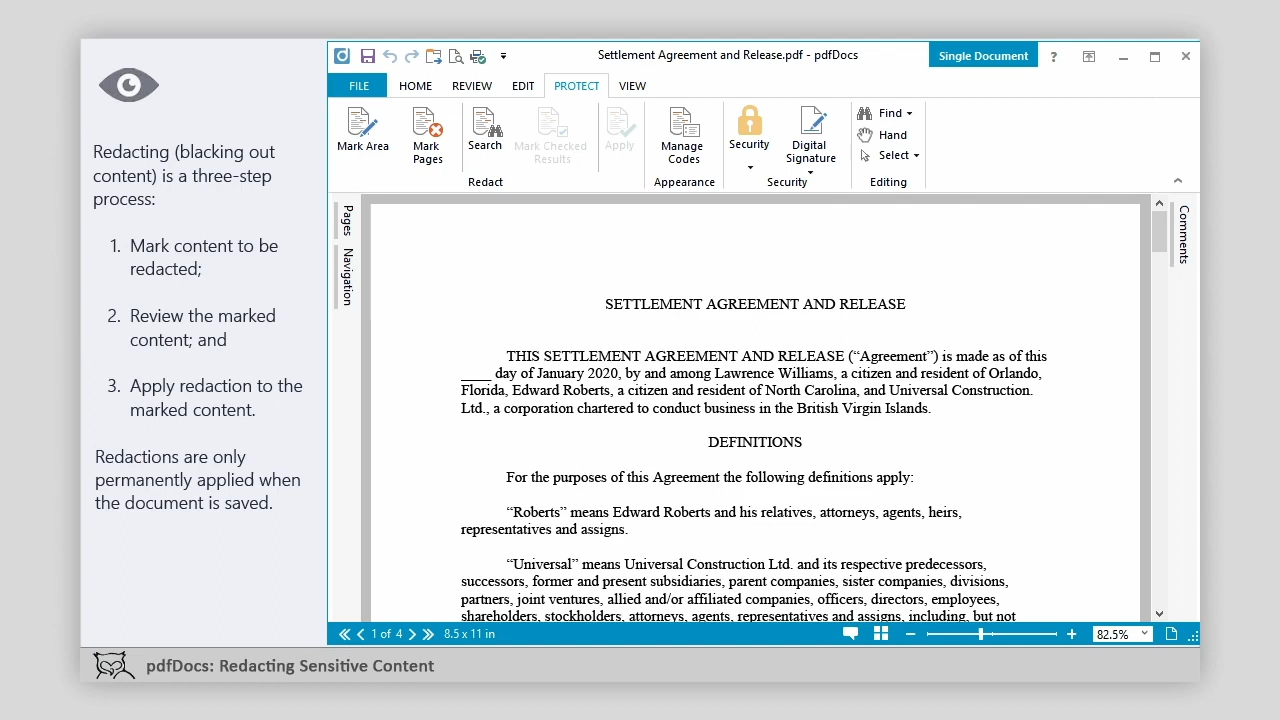 Redacting (blacking out
content) is a three-step
process:
1. Mark content to be
redacted;
2. Review the marked
content; and
3. Apply redaction to the
marked content.
Redactions are only
permanently applied when
the document is saved.
Settlement Agreement and Release.pdf - pdfDocs
Single Document
?
FILE HOME REVIEW EDIT PROTECT VIEW
Mark Area
Mark
Pages
Search
Mark Checked
Results
Apply
Redact
Manage
Codes
Appearance
Security
Digital
Signature
Security
Find
Hand
Select
Editing
Pages
Navigation
Comments
SETTLEMENT AGREEMENT AND RELEASE
THIS SETTLEMENT AGREEMENT AND RELEASE (“Agreement”) is made as of this
____ day of January 2020, by and among Lawrence Williams, a citizen and resident of Orlando,
Florida, Edward Roberts, a citizen and resident of North Carolina, and Universal Construction.
Ltd., a corporation chartered to conduct business in the British Virgin Islands.
DEFINITIONS
For the purposes of this Agreement the following definitions apply:
“Roberts” means Edward Roberts and his relatives, attorneys, agents, heirs,
representatives and assigns.
“Universal” means Universal Construction Ltd. and its respective predecessors,
successors, former and present subsidiaries, parent companies, sister companies, divisions,
partners, joint ventures, allied and/or affiliated companies, officers, directors, employees,
shareholders, stockholders, attorneys, agents, representatives and assigns, including, but not
1 of 4 8.5 x 11 in
82.5%
pdfDocs: Redacting Sensitive Content